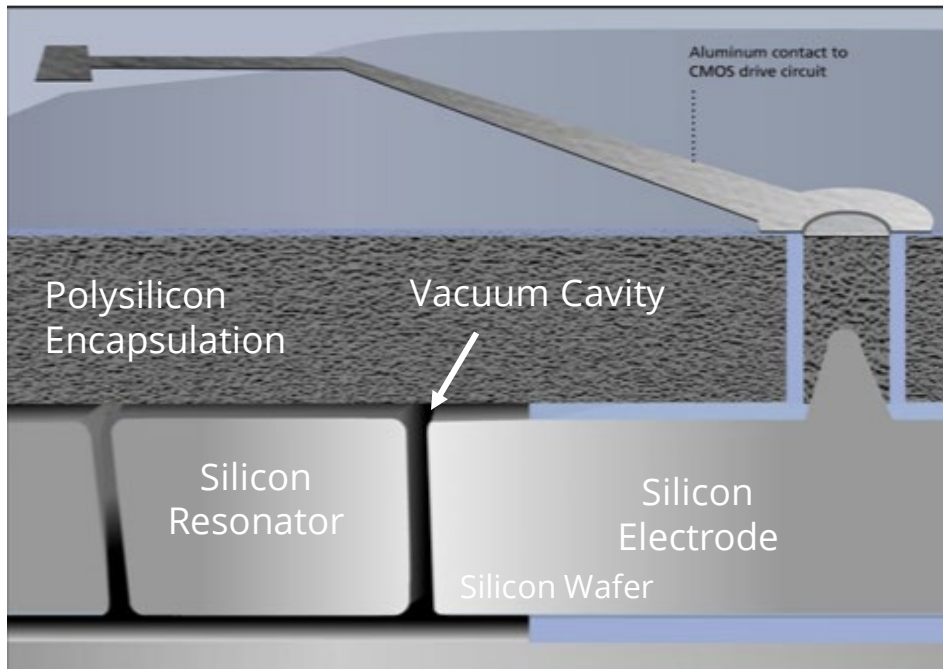 Aluminum contact to
CMOS drive circuit
Polysilicon
Encapsulation
Vacuum Cavity
Silicon
Resonator
Silicon
Electrode
Silicon Wafer